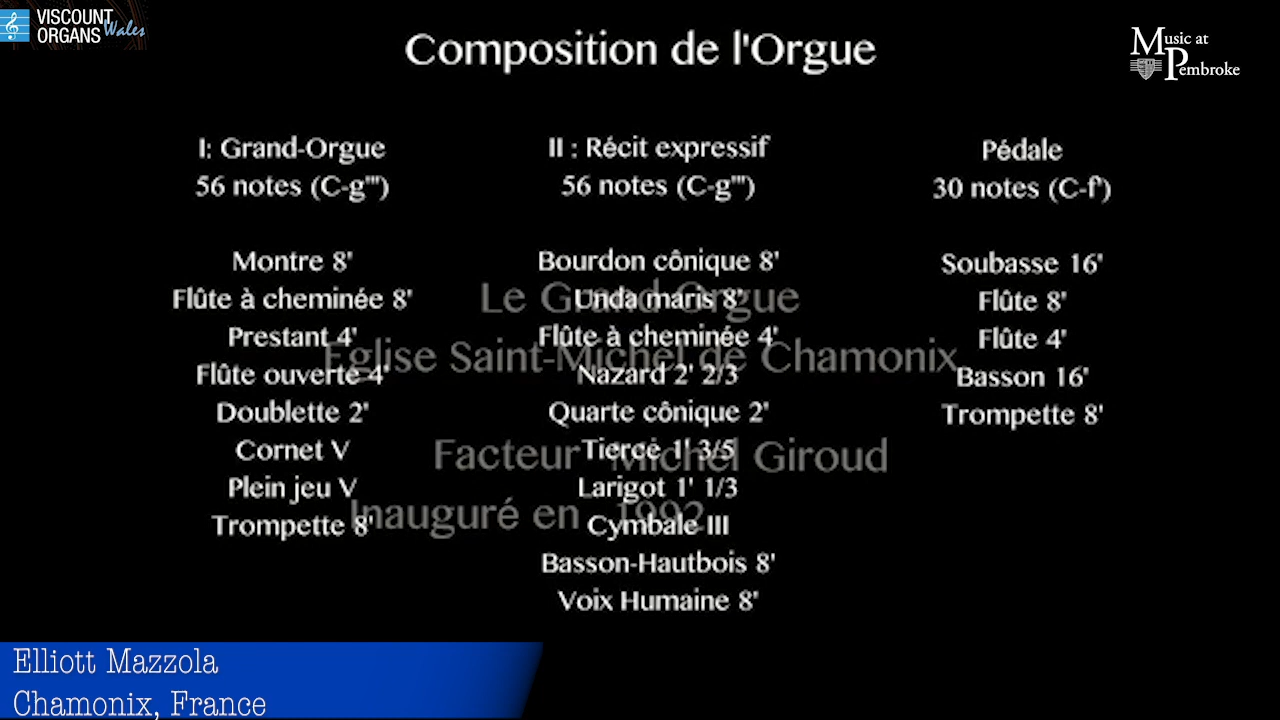 VISCOUNT
ORGANS Wales
Composition de l'Orgue
Music at
Pembroke
I: Grand-Orgue
56 notes (C-g''')
Montre 8'
Flûte à cheminée 8'
Prestant 4'
Flûte ouverte 4'
Doublette 2'
Cornet V
Plein jeu V
Trompette 8'
II : Récit expressif
56 notes (C-g''')
Bourdon cônique 8'
Unda maris 8'
Flûte à cheminée 4'
Nazard 2' 2/3
Quarte cônique 2'
Tierce 1' 3/5
Larigot 1' 1/3
Cymbale III
Basson-Hautbois 8'
Voix Humaine 8'
Pédale
30 notes (C-f')
Soubasse 16'
Flûte 8'
Flûte 4'
Basson 16'
Trompette 8'
Le Grand Orgue
Eglise Saint-Michel de Chamonix
Facteur Michel Giroud
Inauguré en 1992
Elliott Mazzola
Chamonix, France